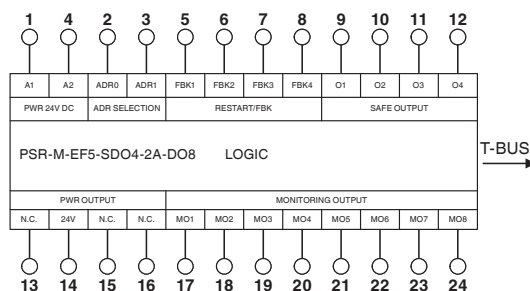 1 4 2 3 5 6 7 8 9 10 11 12
A1 A2 ADR0 ADR1 FBK1 FBK2 FBK3 FBK4 O1 O2 O3 O4
PWR 24V DC ADR SELECTION RESTART/FBK SAFE OUTPUT
PSR-M-EF5-SDO4-2A-DO8 LOGIC
T-BUS
PWR OUTPUT MONITORING OUTPUT
N.C. 24V N.C. N.C. MO1 MO2 MO3 MO4 MO5 MO6 MO7 MO8
13 14 15 16 17 18 19 20 21 22 23 24